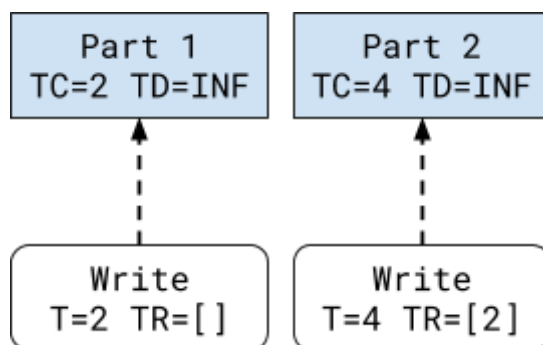 Part 1
TC=2 TD=INF
Part 2
TC=4 TD=INF
Write
T=2 TR=[]
Write
T=4 TR=[2]